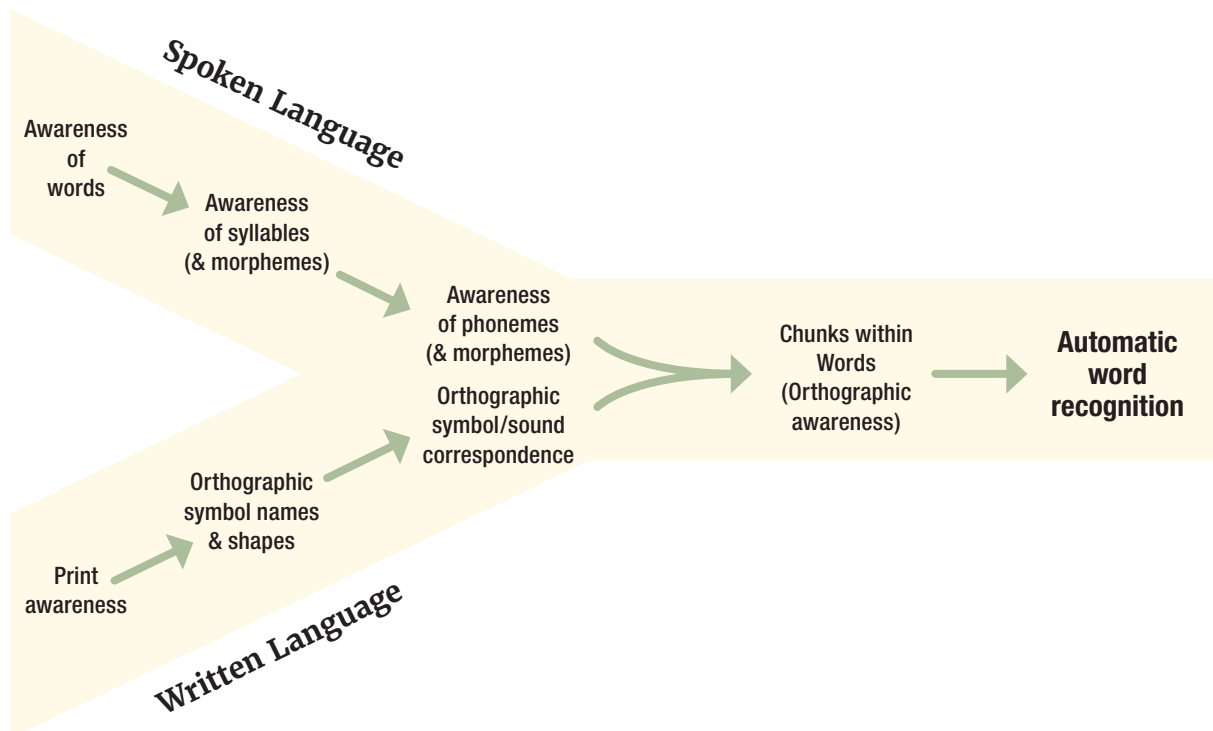 Spoken Language
Awareness
of
words
Awareness
of syllables
(& morphemes)
Awareness
of phonemes
(& morphemes)
Orthographic
symbol/sound
correspondence
Orthographic
symbol names
& shapes
Print
awareness
Written Language
Chunks within
Words
(Orthographic
awareness)
Automatic
word
recognition